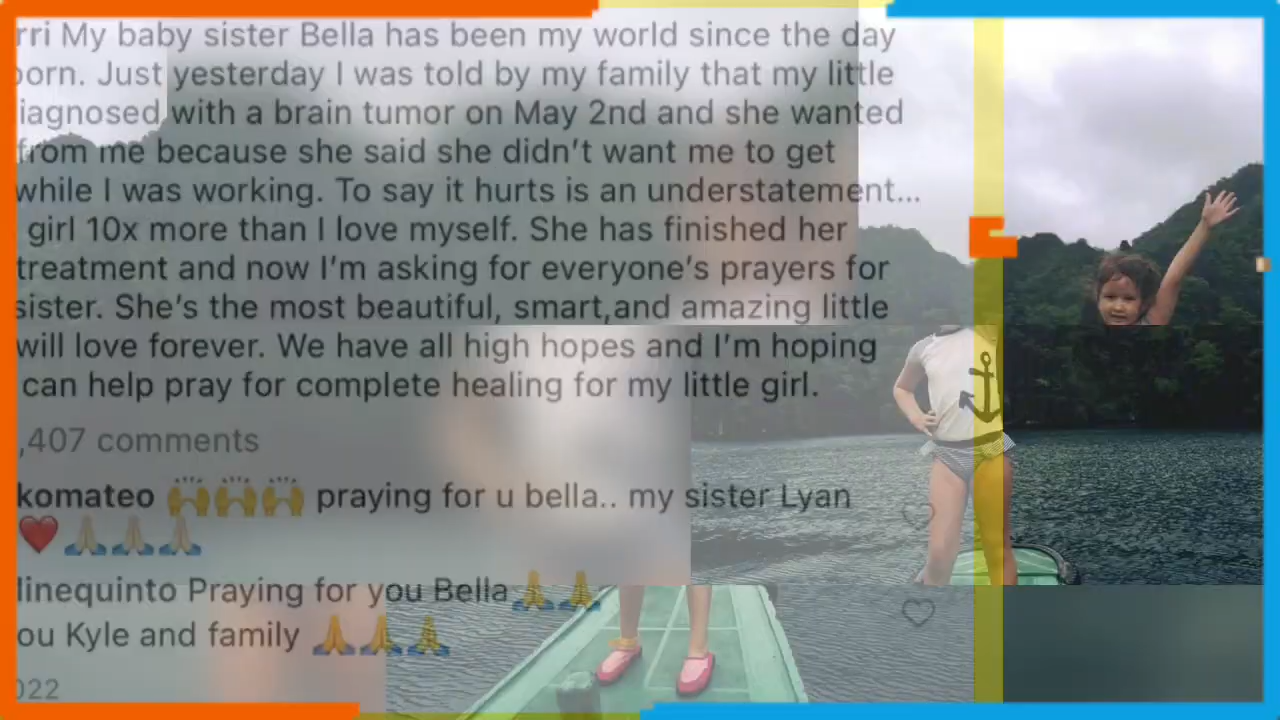 rri My baby sister Bella has been my world since the day
born. Just yesterday I was told by my family that my little
iagnosed with a brain tumor on May 2nd and she wanted
from me because she said she didn't want me to get
while I was working. To say it hurts is an understatement...
girl 10x more than I love myself. She has finished her
treatment and now I'm asking for everyone's prayers for
sister. She's the most beautiful, smart,and amazing little
will love forever. We have all high hopes and I'm hoping
can help pray for complete healing for my little girl.
,407 comments
komateo 🙌🙌🙌 praying for u bella.. my sister Lyan
❤️🙏🏻🙏🏻🙏🏻
linequinto Praying for you Bella🙏🙏
ou Kyle and family 🙏🙏🙏
022